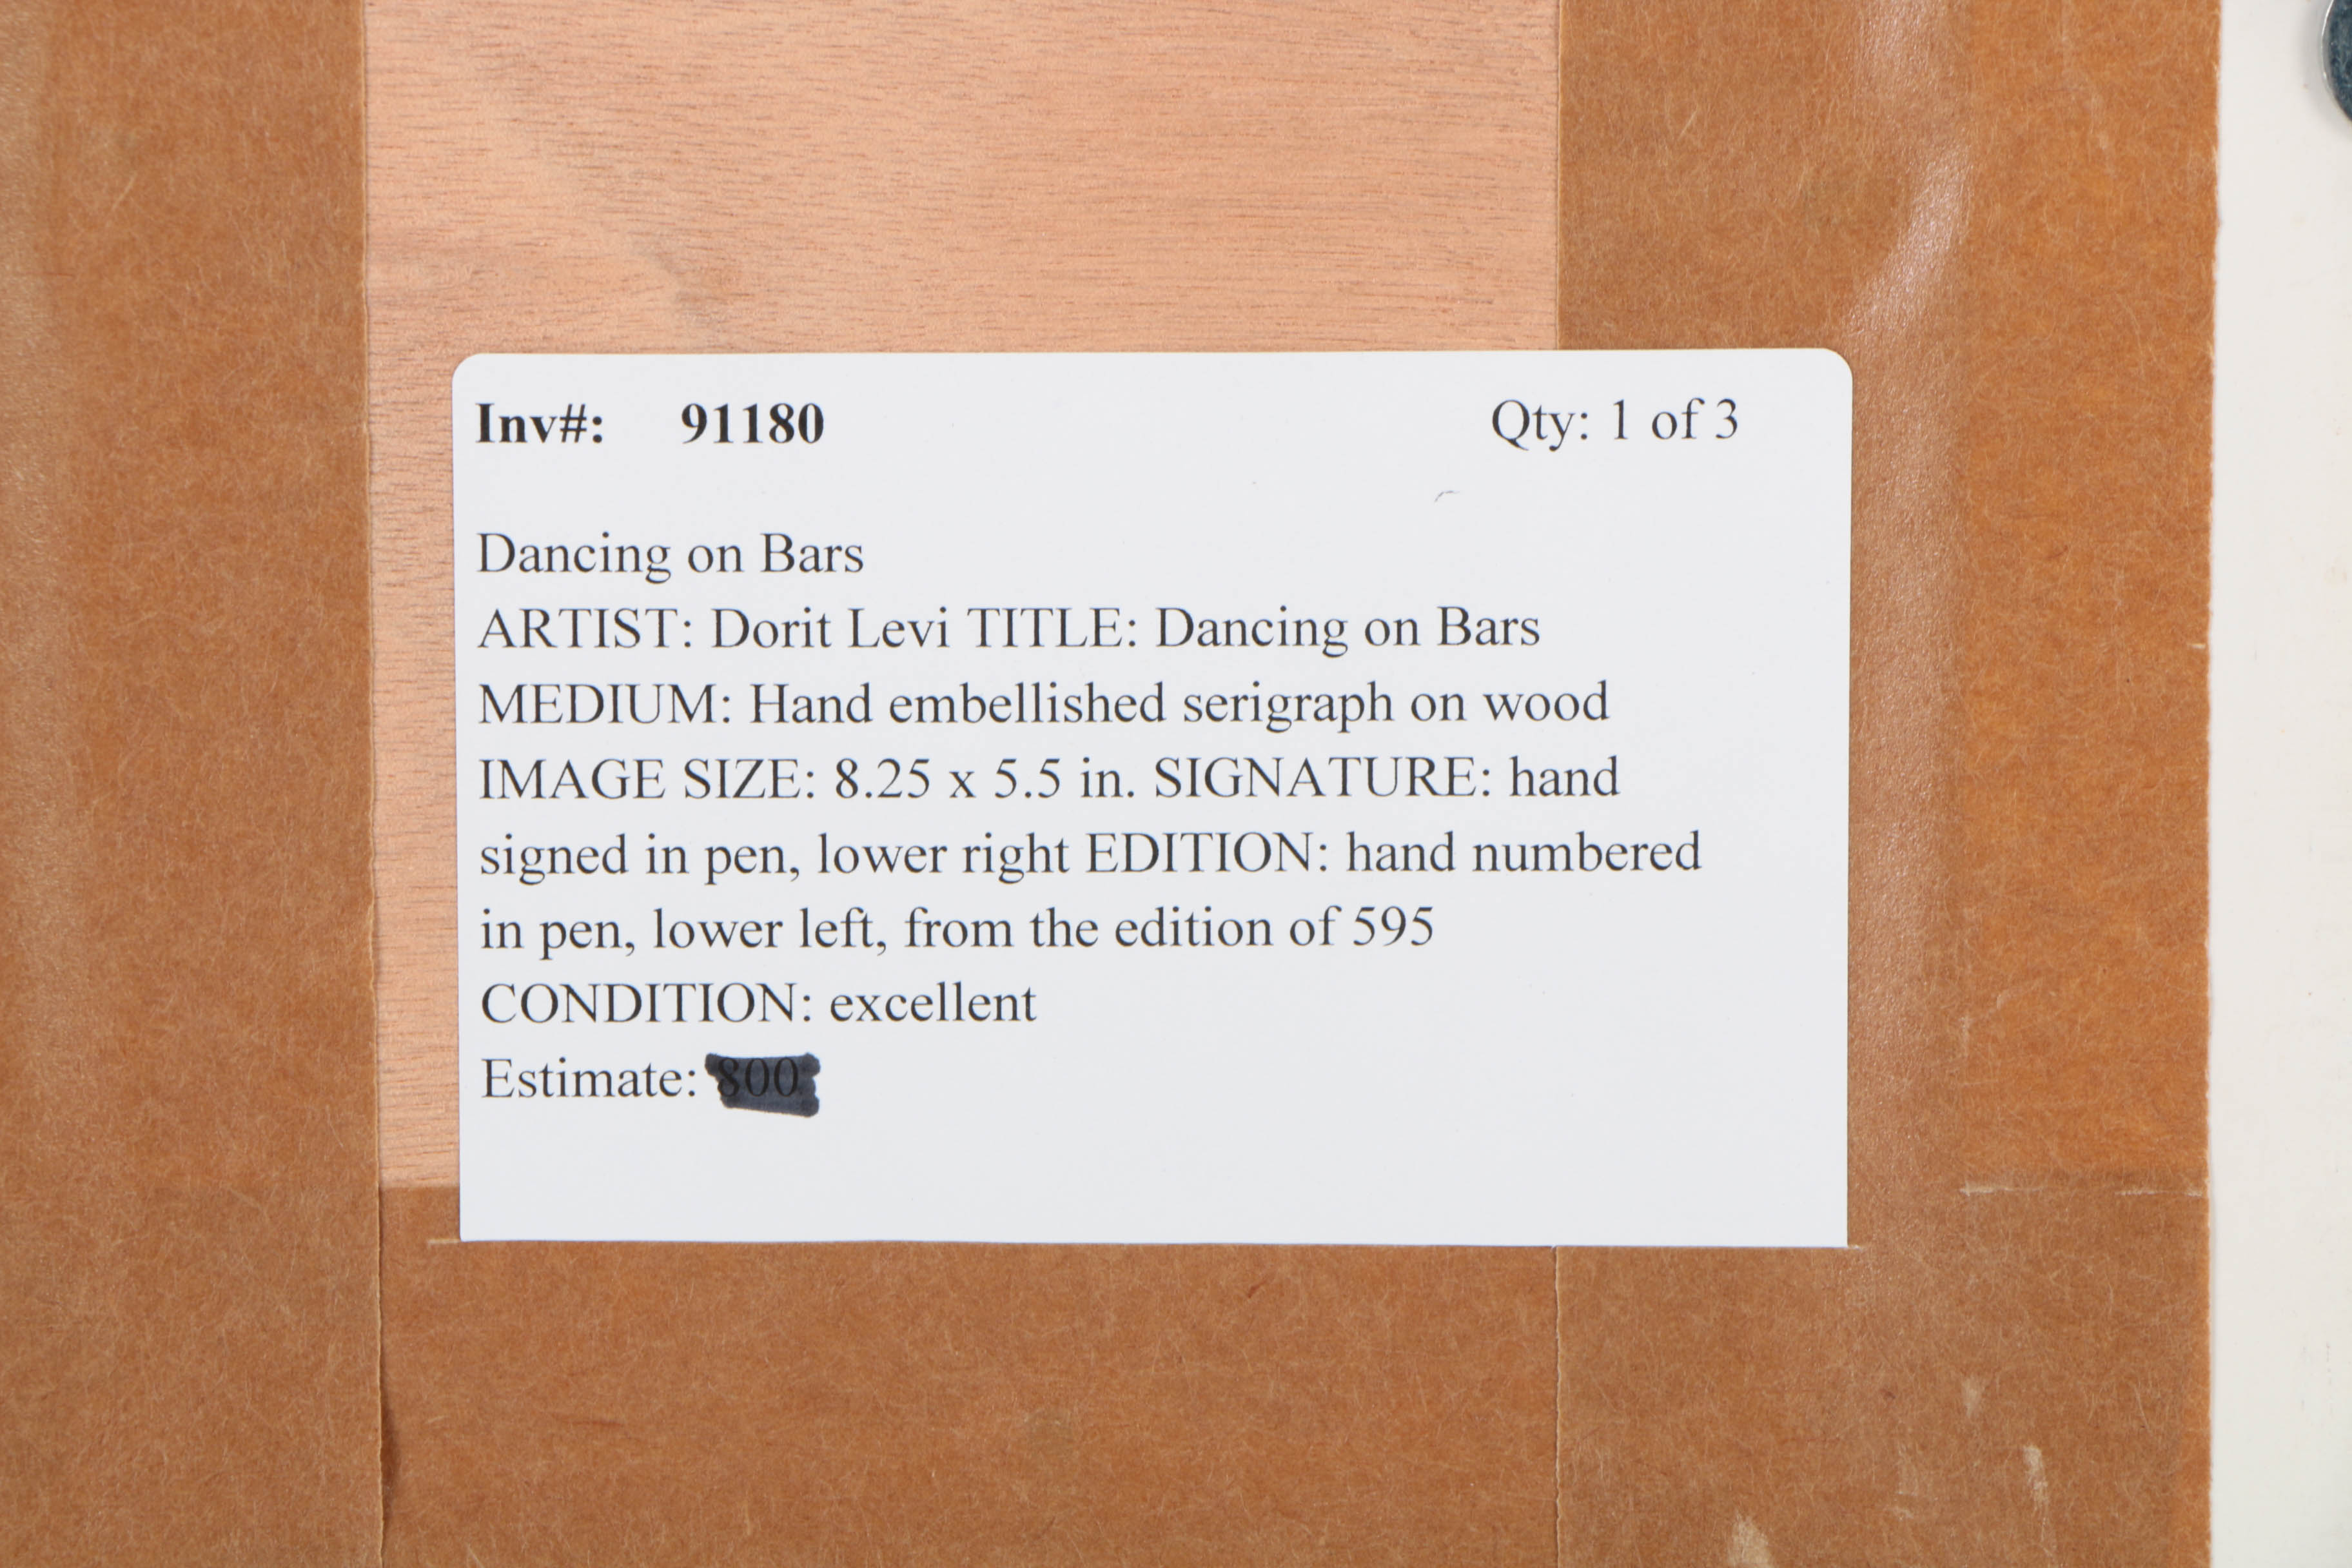 Inv#: 91180 Qty: 1 of 3
Dancing on Bars
ARTIST: Dorit Levi TITLE: Dancing on Bars
MEDIUM: Hand embellished serigraph on wood
IMAGE SIZE: 8.25 x 5.5 in. SIGNATURE: hand
signed in pen, lower right EDITION: hand numbered
in pen, lower left, from the edition of 595
CONDITION: excellent
Estimate: 800